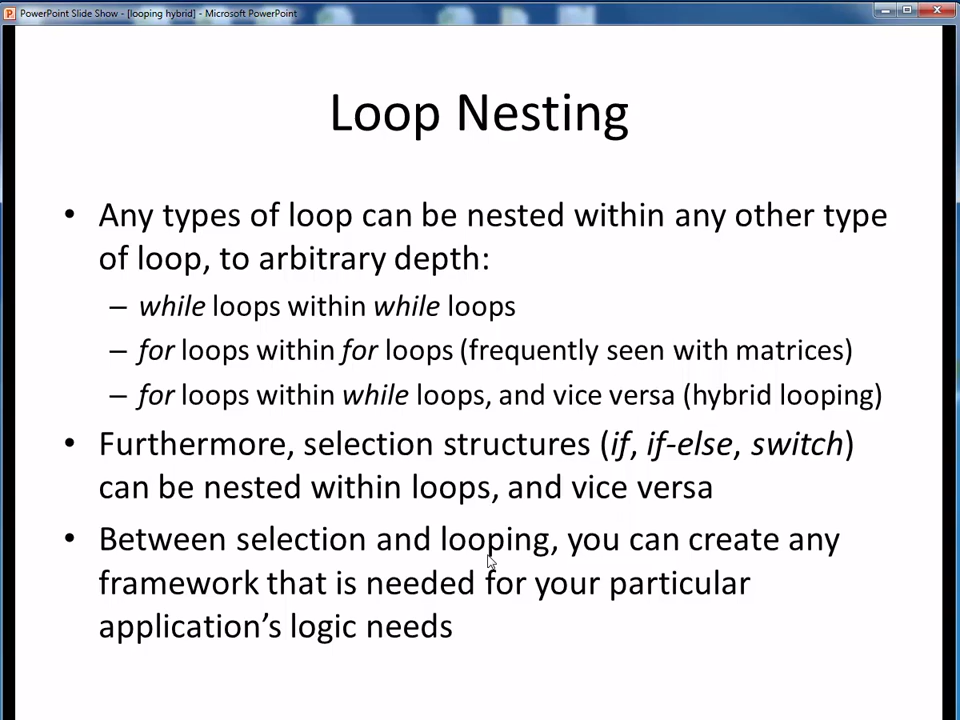 PowerPoint Slide Show - [looping hybrid] - Microsoft PowerPoint
Loop Nesting
• Any types of loop can be nested within any other type
of loop, to arbitrary depth:
– while loops within while loops
– for loops within for loops (frequently seen with matrices)
– for loops within while loops, and vice versa (hybrid looping)
• Furthermore, selection structures (if, if-else, switch)
can be nested within loops, and vice versa
• Between selection and looping, you can create any
framework that is needed for your particular
application’s logic needs